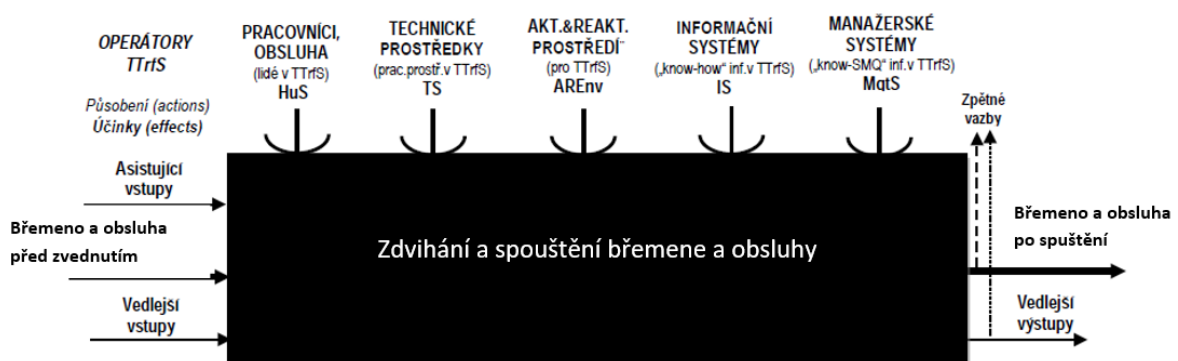 OPERÁTORY
TTrfS
Působení (actions)
Účinky (effects)
PRACOVNÍCI,
OBSLUHA
(lidé v TTrfS)
HuS
TECHNICKÉ
PROSTŘEDKY
(prac.prostř.v TTrfS)
TS
AKT.&REAKT.
PROSTŘEDÍ¨
(pro TTrfS)
AREnv
INFORMAČNÍ
SYSTÉMY
(„know-how“ inf.v TTrfS)
IS
MANAŽERSKÉ
SYSTÉMY
(„know-SMQ“ inf.v TTrfS)
MgtS
Zpětné
vazby
Asistující
vstupy
Břemeno a obsluha
před zvednutím
Vedlejší
vstupy
Zdvihání a spouštění břemene a obsluhy
Břemeno a obsluha
po spuštění
Vedlejší
výstupy